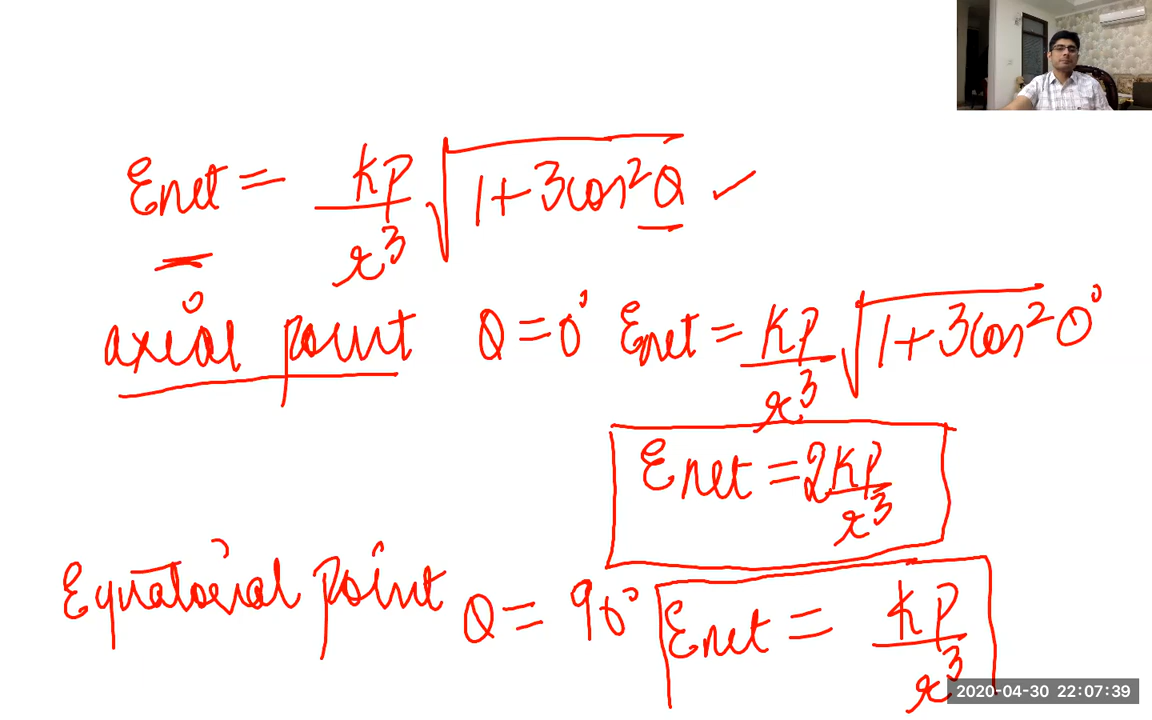 Enet = KP/r³ √1+3cos²θ ✓
axial point θ=0° Enet = KP/r³ √1+3cos²0°
Enet = 2KP/r³
Equatorial point θ = 90° Enet = KP/r³
2020-04-30 22:07:39